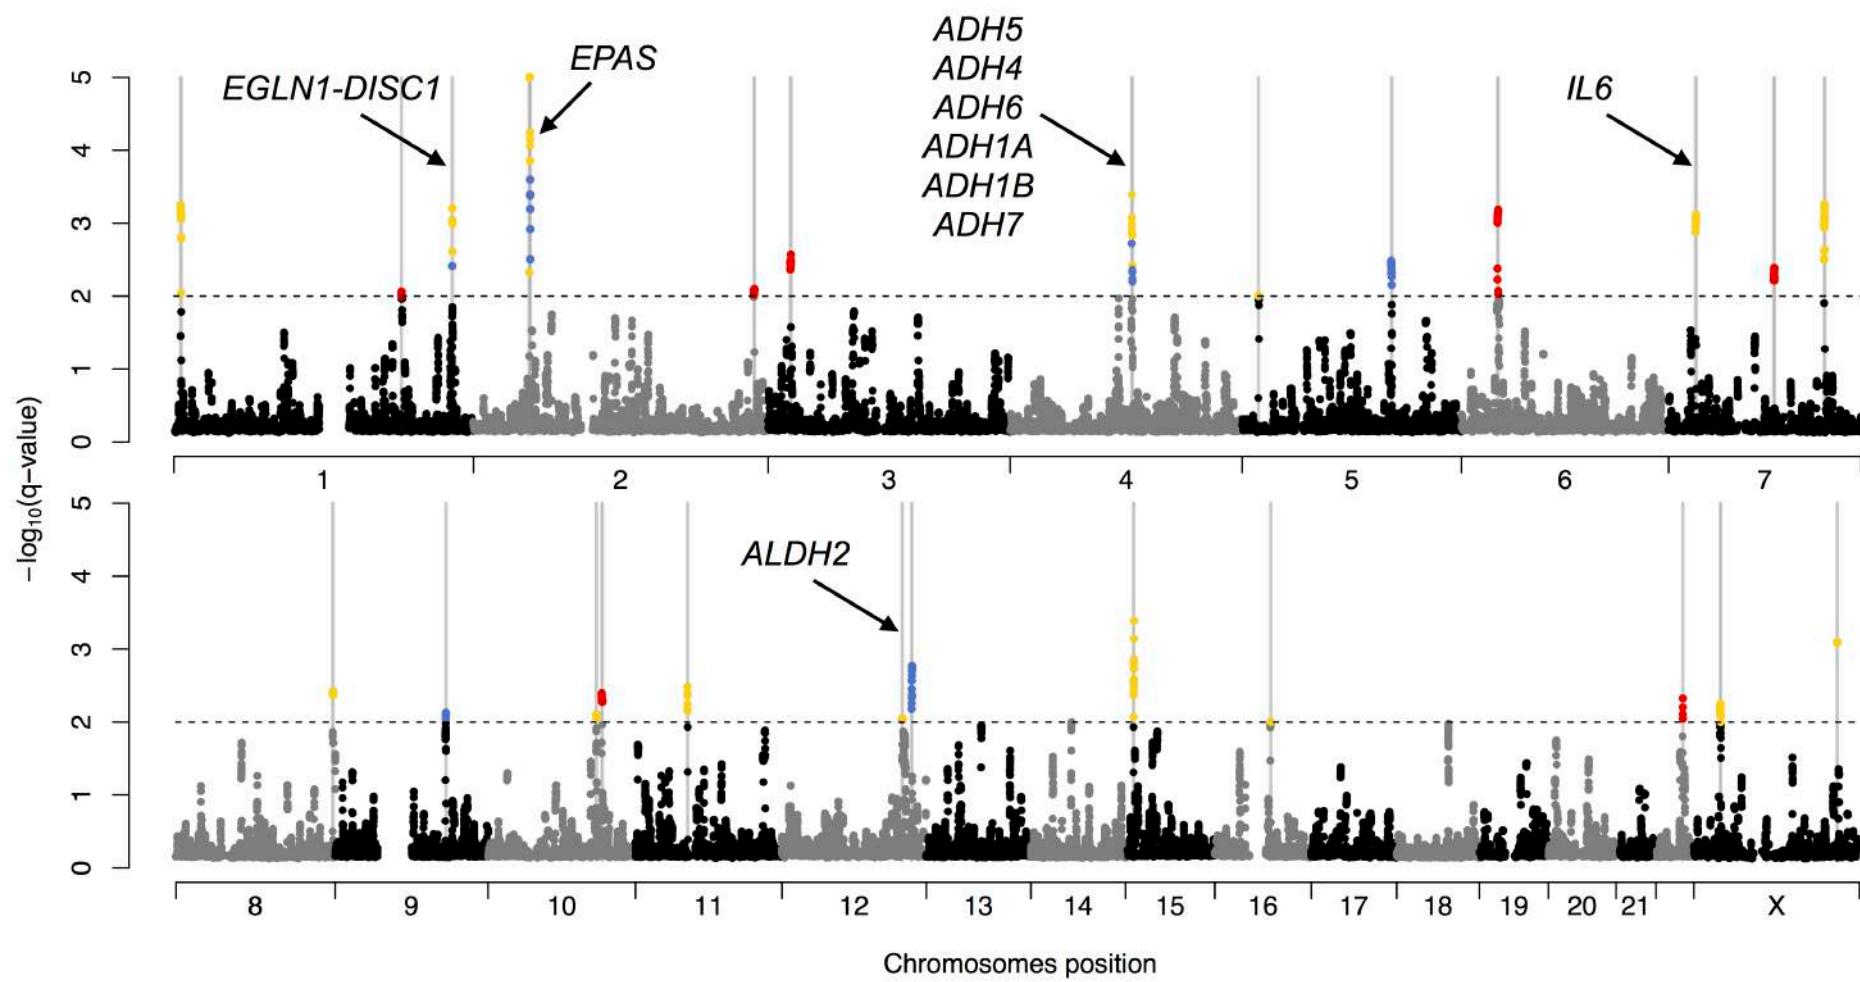 ADH5
EPAS
ADH4
EGLN1-DISC1
ADH6
IL6
ADH1A
ADH1B
ADH7
5
4
3
2
1
0
1 2 3 4 5 6 7
−log10(q−value)
5
4
3
2
1
0
ALDH2
8 9 10 11 12 13 14 15 16 17 18 19 20 21 X
Chromosomes position